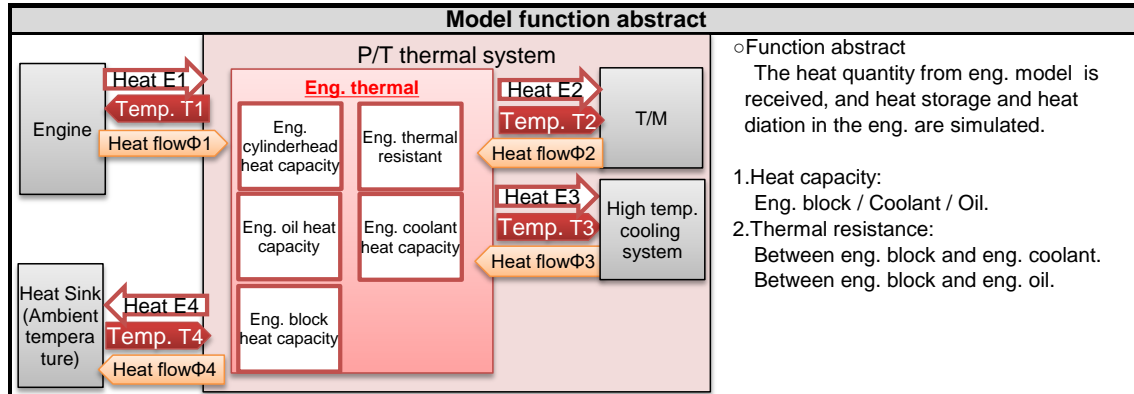 Model function abstract
P/T thermal system
Engine
Heat E1
Temp. T1
Heat flowΦ1
Eng. thermal
Eng.
cylinderhead
heat capacity
Eng. thermal
resistant
Eng. oil heat
capacity
Eng. coolant
heat capacity
Eng. block
heat capacity
Heat E2
Temp. T2
Heat flowΦ2
T/M
Heat E3
Temp. T3
Heat flowΦ3
High temp.
cooling
system
Heat Sink
(Ambient
tempera
ture)
Heat E4
Temp. T4
Heat flowΦ4
○Function abstract
The heat quantity from eng. model is
received, and heat storage and heat
diation in the eng. are simulated.
1.Heat capacity:
Eng. block / Coolant / Oil.
2.Thermal resistance:
Between eng. block and eng. coolant.
Between eng. block and eng. oil.